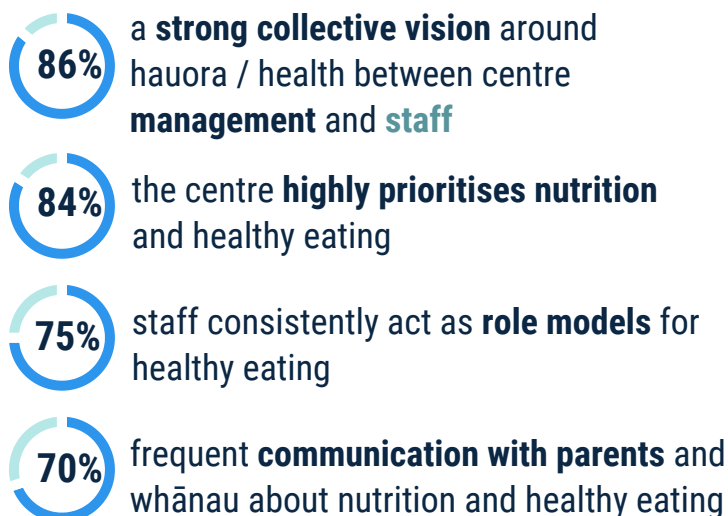 86%
a strong collective vision around
hauora / health between centre
management and staff
84%
the centre highly prioritises nutrition
and healthy eating
75%
staff consistently act as role models for
healthy eating
70%
frequent communication with parents and
whānau about nutrition and healthy eating